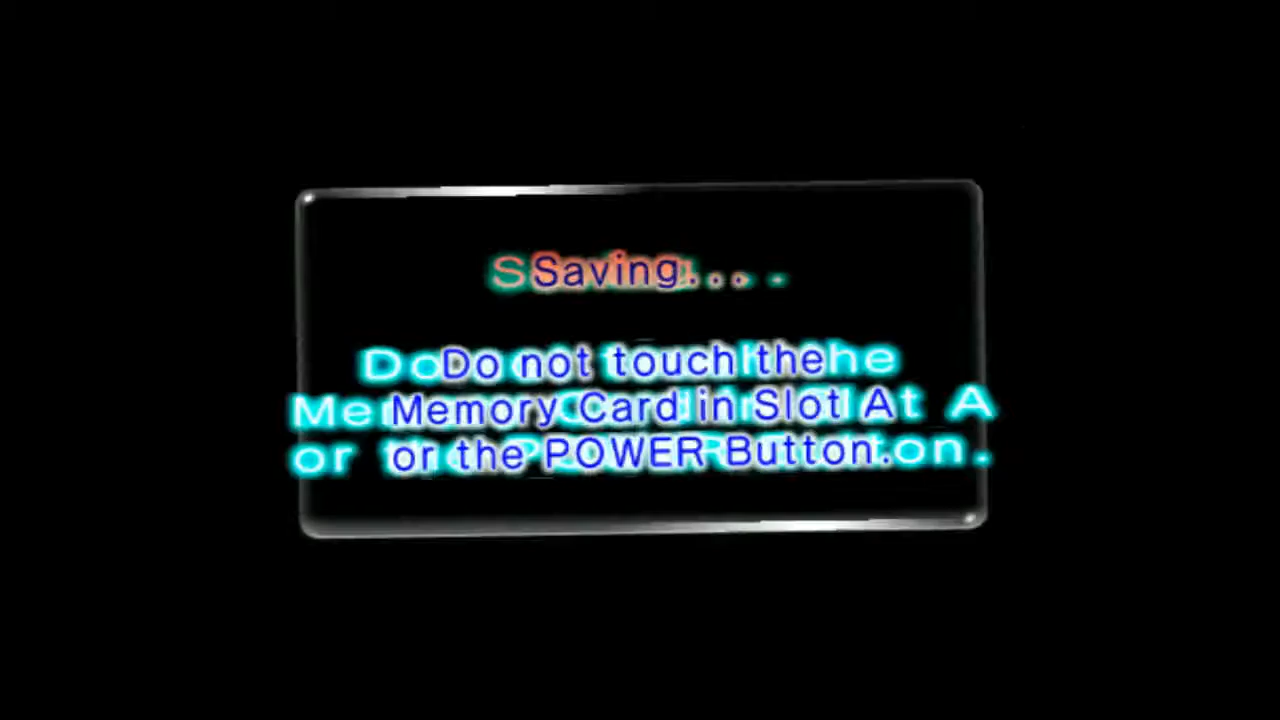 Saving...
Do not touch the
Memory Card in Slot A
or the POWER Button.